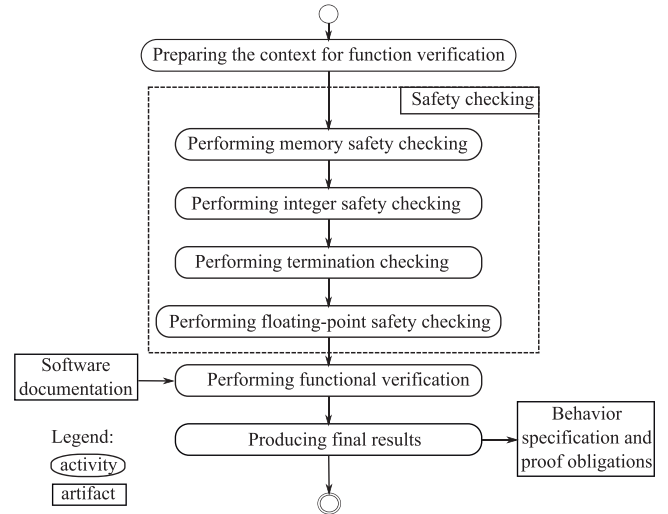 Preparing the context for function verification
Safety checking
Performing memory safety checking
Performing integer safety checking
Performing termination checking
Performing floating-point safety checking
Software
documentation
Performing functional verification
Producing final results
Behavior
specification and
proof obligations
Legend:
activity
artifact